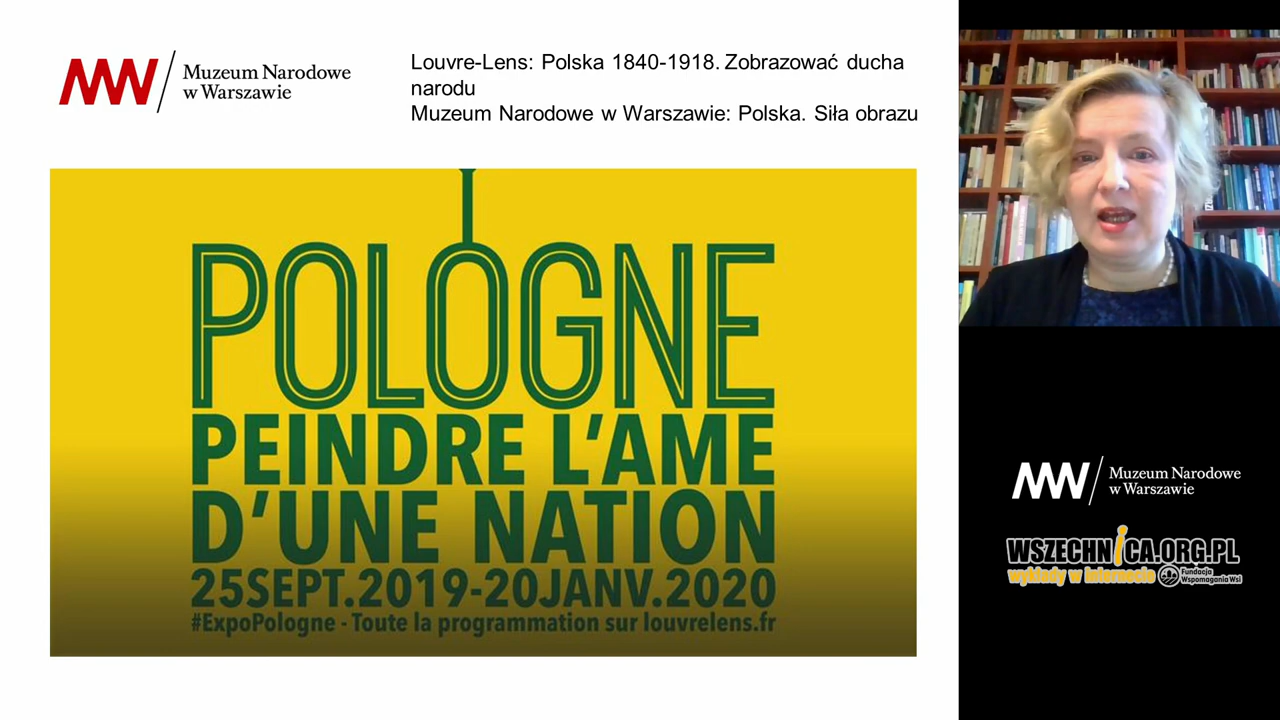 Muzeum Narodowe
w Warszawie
Louvre-Lens: Polska 1840-1918. Zobrazować ducha
narodu
Muzeum Narodowe w Warszawie: Polska. Siła obrazu
POLOGNE
PEINDRE L'AME
D'UNE NATION
25SEPT.2019-20JANV.2020
#ExpoPologne - Toute la programmation sur louvrelens.fr
Muzeum Narodowe
w Warszawie
WSZECHNICA.ORG.PL
wykłady w internecie
Fundacja
Wspomagania Wsi